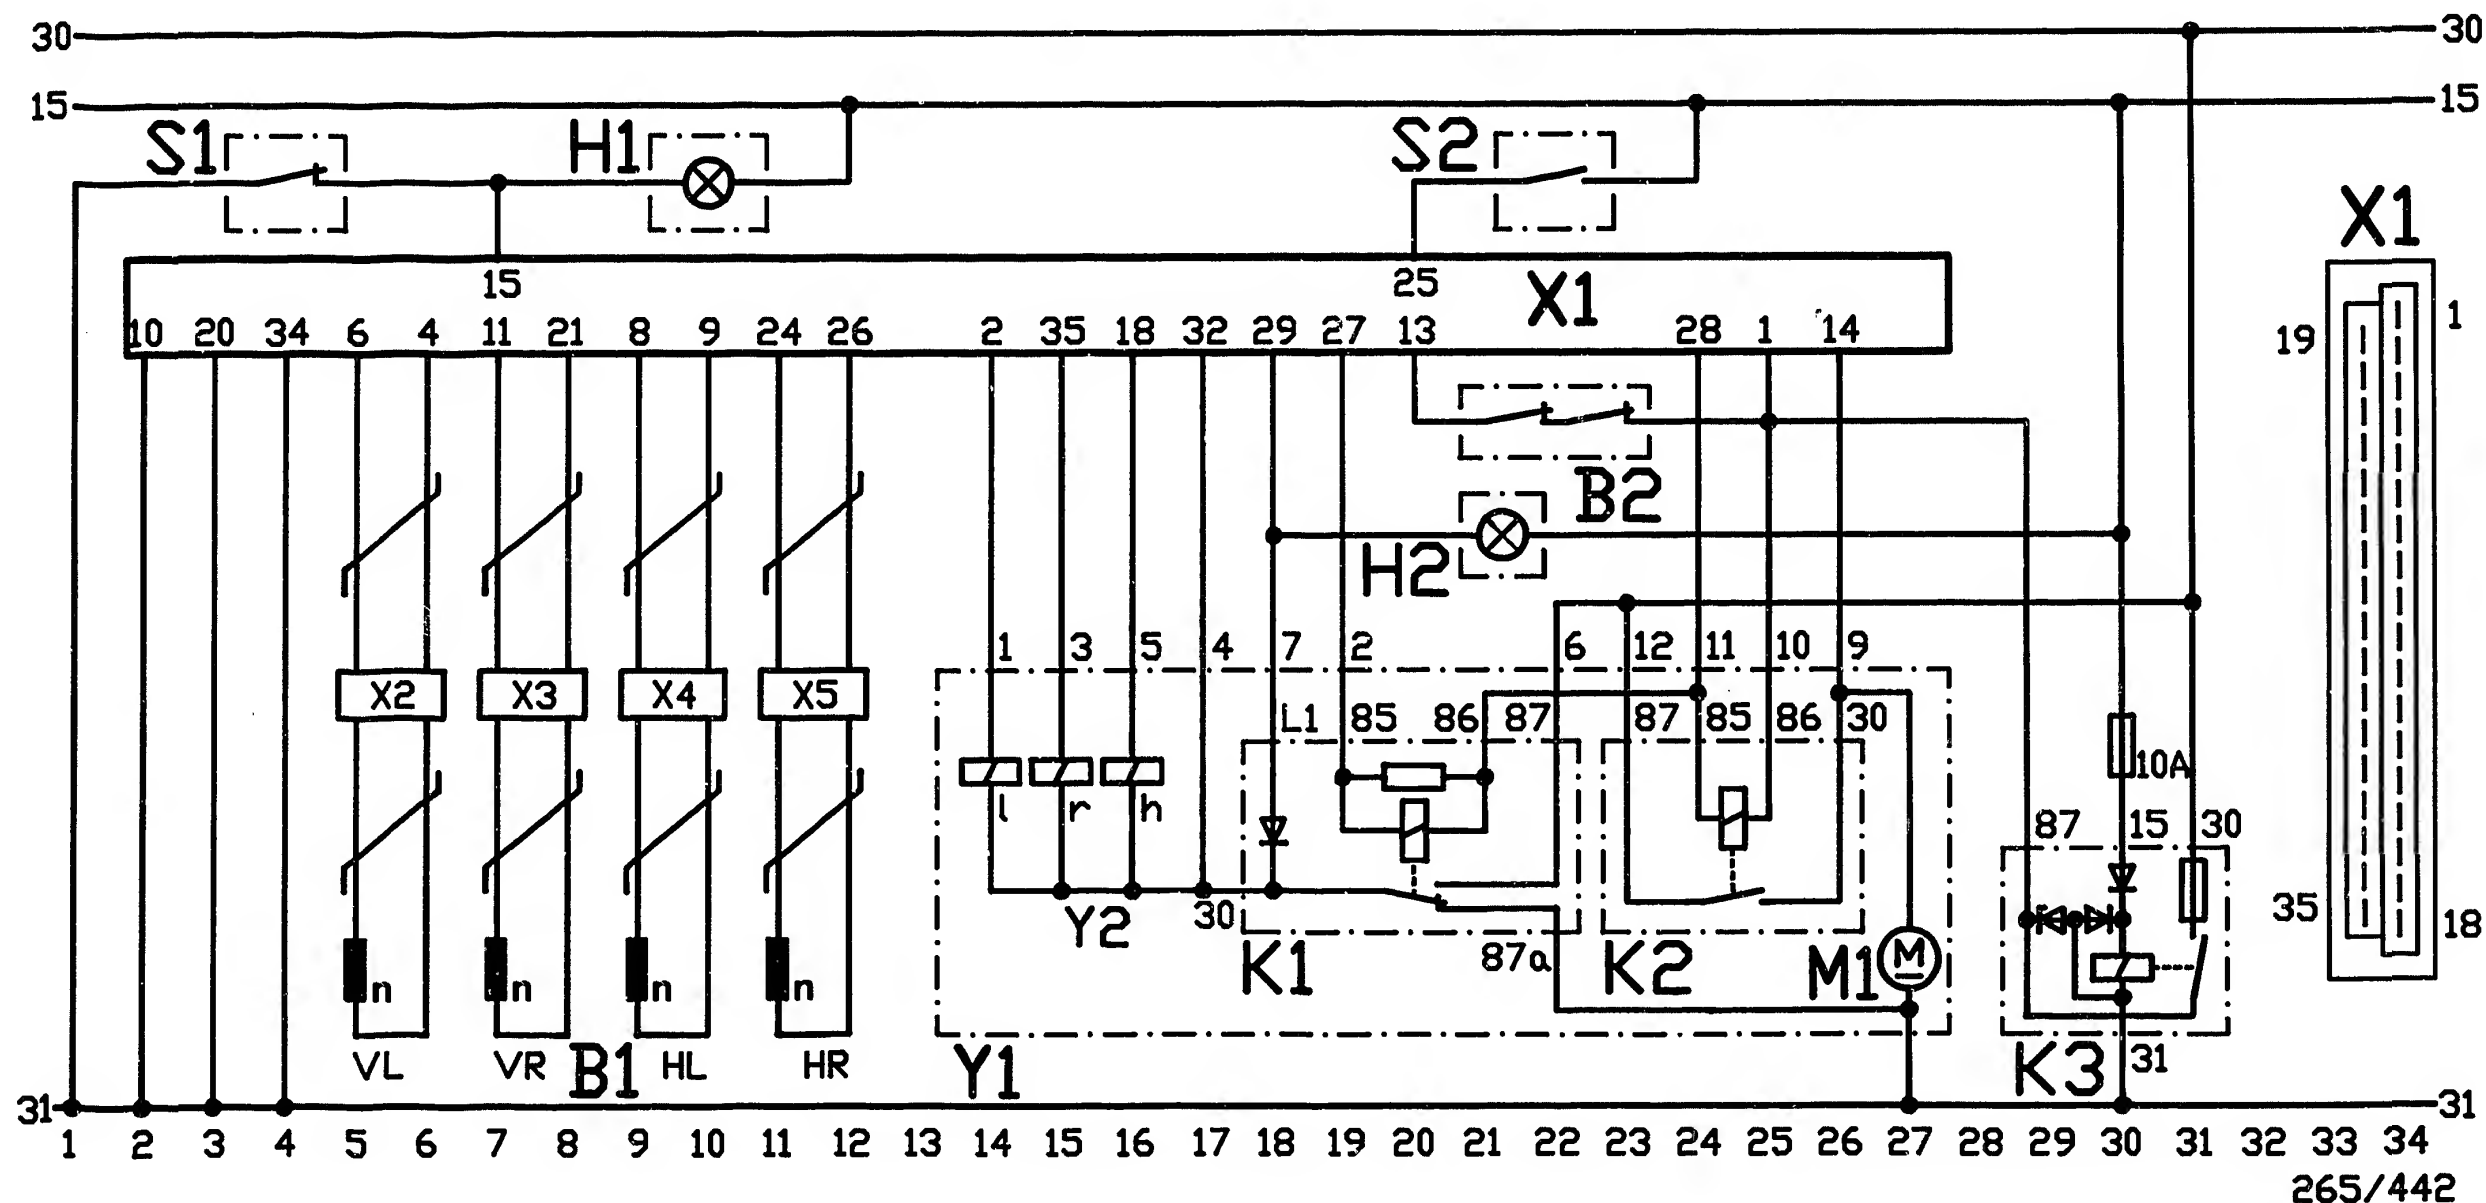 30 30
15 15
S1 H1 S2
X1
15 25 X1
10 20 34 6 4 11 21 8 9 24 26 2 35 18 32 29 27 13 28 1 14
1
19
B2
H2
1 3 5 4 7 2 6 12 11 10 9
X2 X3 X4 X5
L1 85 86 87 87 85 86 30
10A
l r h
87 15 30
Y2 30
35 18
87a
K1 K2 M1 M
n n n n
VL VR B1 HL HR Y1 K3 31
31 31
1 2 3 4 5 6 7 8 9 10 11 12 13 14 15 16 17 18 19 20 21 22 23 24 25 26 27 28 29 30 31 32 33 34
265/442